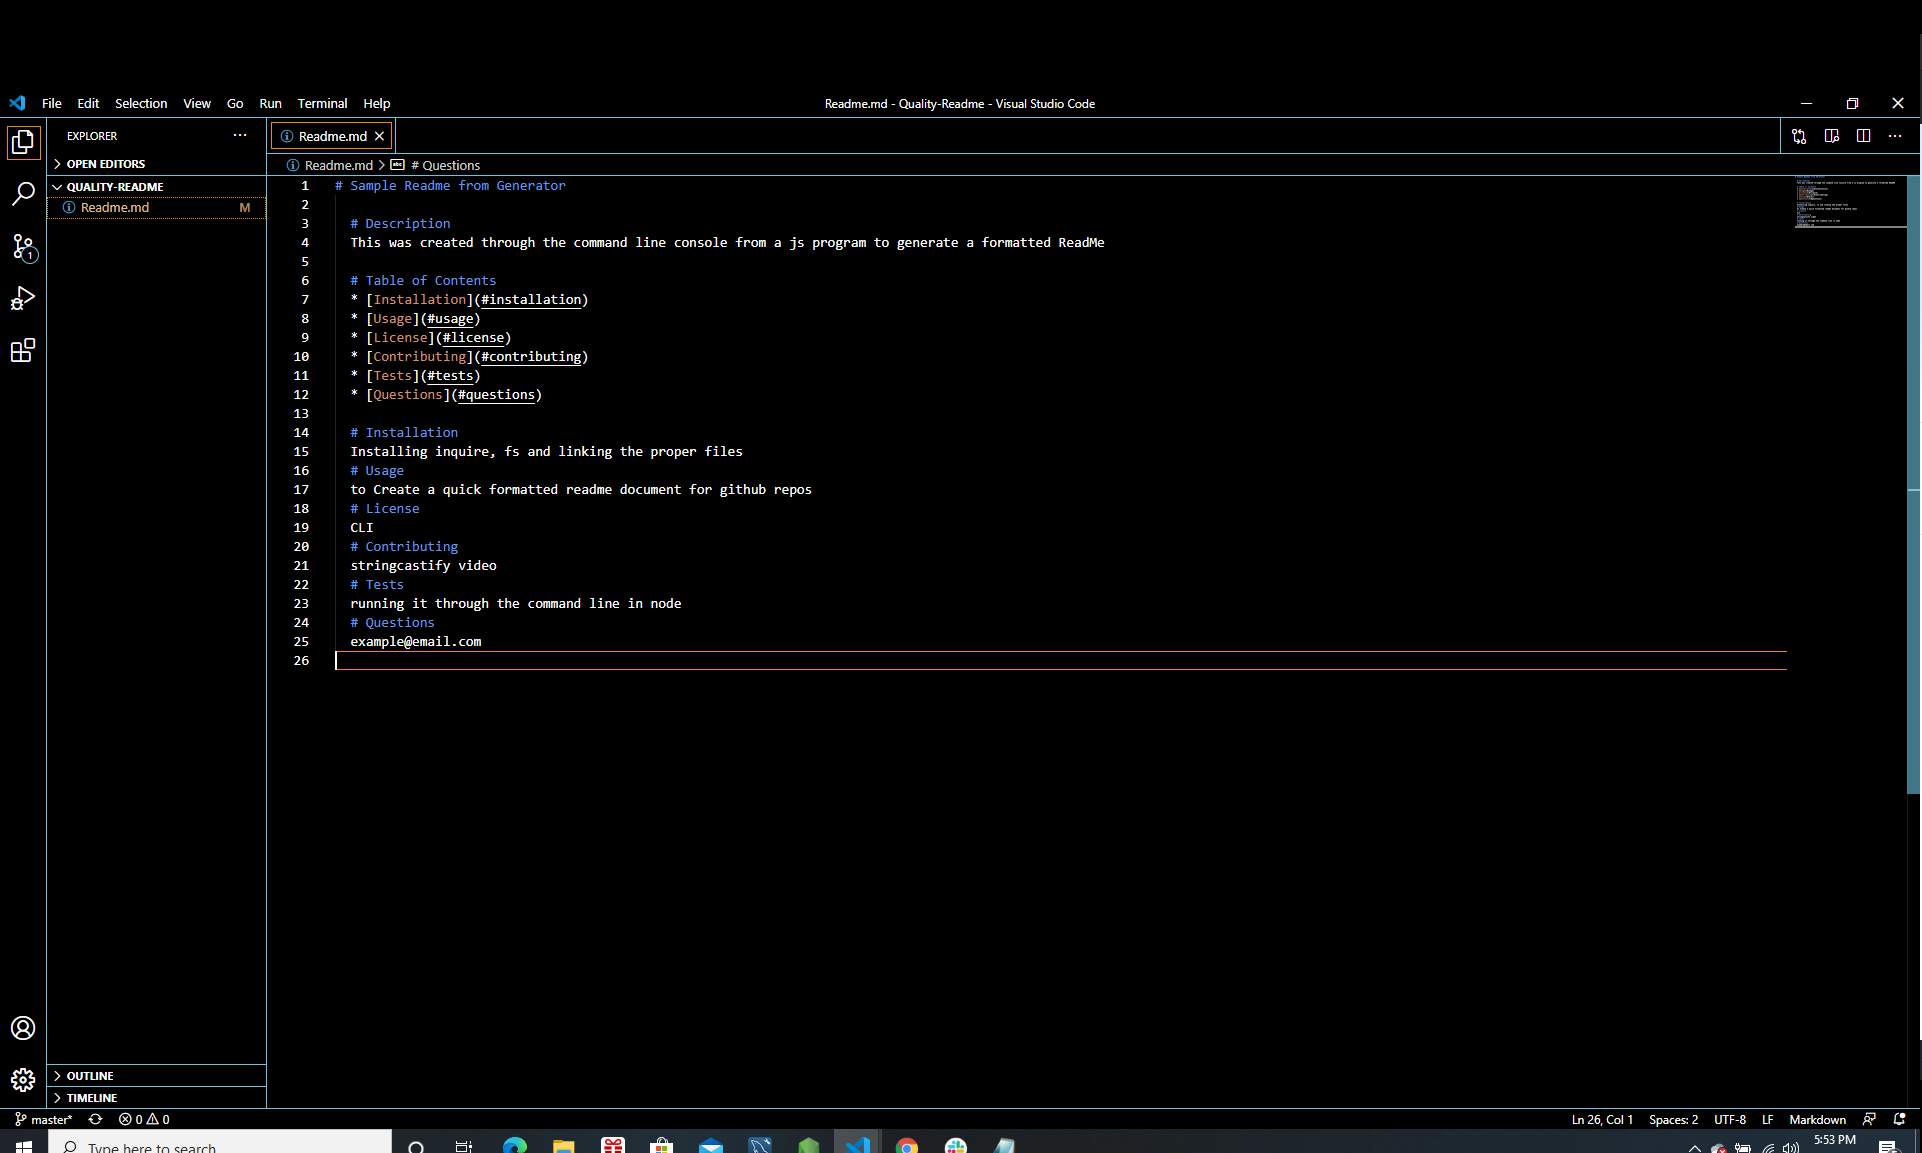 File Edit Selection View Go Run Terminal Help
Readme.md - Quality-Readme - Visual Studio Code
EXPLORER
Readme.md
OPEN EDITORS
Readme.md > # Questions
QUALITY-README
Readme.md M
1 # Sample Readme from Generator
2
3 # Description
4 This was created through the command line console from a js program to generate a formatted ReadMe
5
6 # Table of Contents
7 * [Installation](#installation)
8 * [Usage](#usage)
9 * [License](#license)
10 * [Contributing](#contributing)
11 * [Tests](#tests)
12 * [Questions](#questions)
13
14 # Installation
15 Installing inquire, fs and linking the proper files
16 # Usage
17 to Create a quick formatted readme document for github repos
18 # License
19 CLI
20 # Contributing
21 stringcastify video
22 # Tests
23 running it through the command line in node
24 # Questions
25 example@email.com
26
1
OUTLINE
TIMELINE
master* 0 0 Ln 26, Col 1 Spaces: 2 UTF-8 LF Markdown
Type here to search
5:53 PM